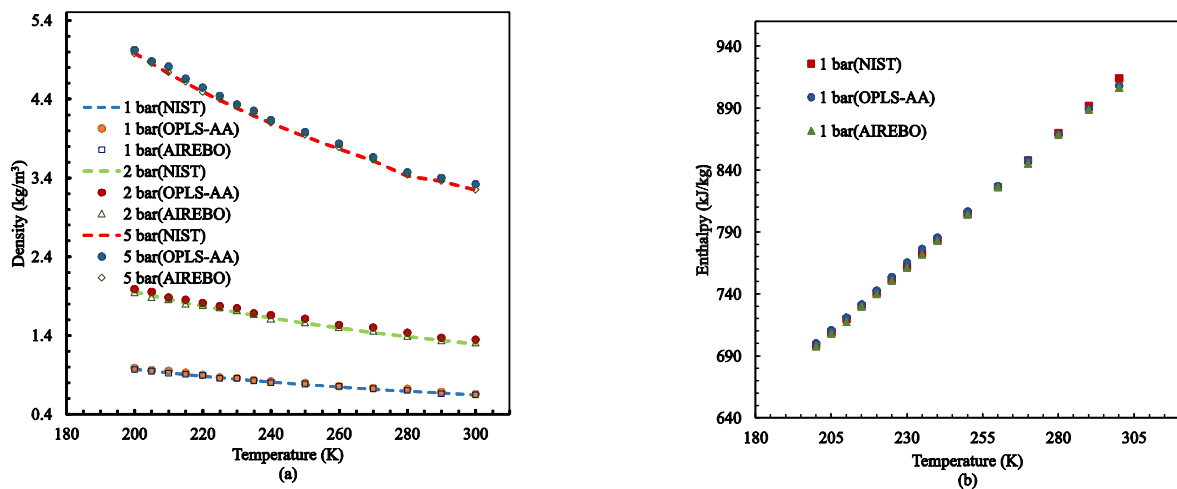 5.4
4.4
3.4
2.4
1.4
0.4
Density (kg/m³)
1 bar(NIST)
1 bar(OPLS-AA)
1 bar(AIREBO)
2 bar(NIST)
2 bar(OPLS-AA)
2 bar(AIREBO)
5 bar(NIST)
5 bar(OPLS-AA)
5 bar(AIREBO)
180 200 220 240 260 280 300
Temperature (K)
(a)
940
890
840
790
740
690
640
Enthalpy (kJ/kg)
1 bar(NIST)
1 bar(OPLS-AA)
1 bar(AIREBO)
180 205 230 255 280 305
Temperature (K)
(b)